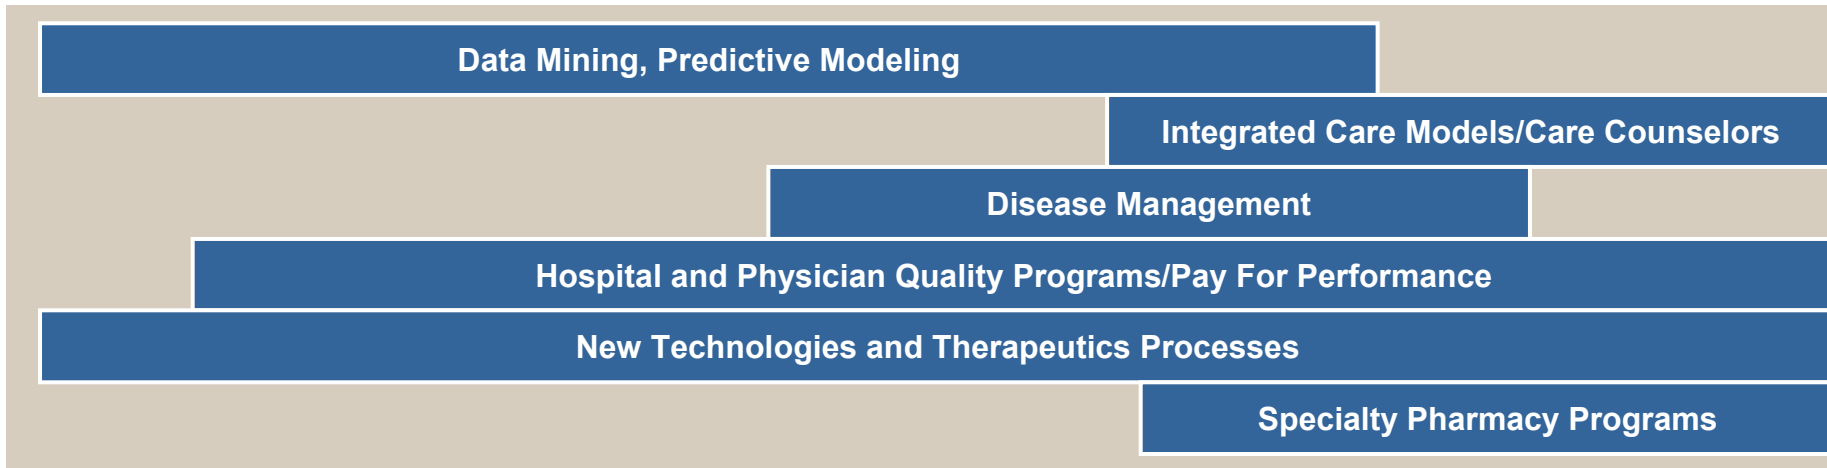 Data Mining, Predictive Modeling
Integrated Care Models/Care Counselors
Disease Management
Hospital and Physician Quality Programs/Pay For Performance
New Technologies and Therapeutics Processes
Specialty Pharmacy Programs